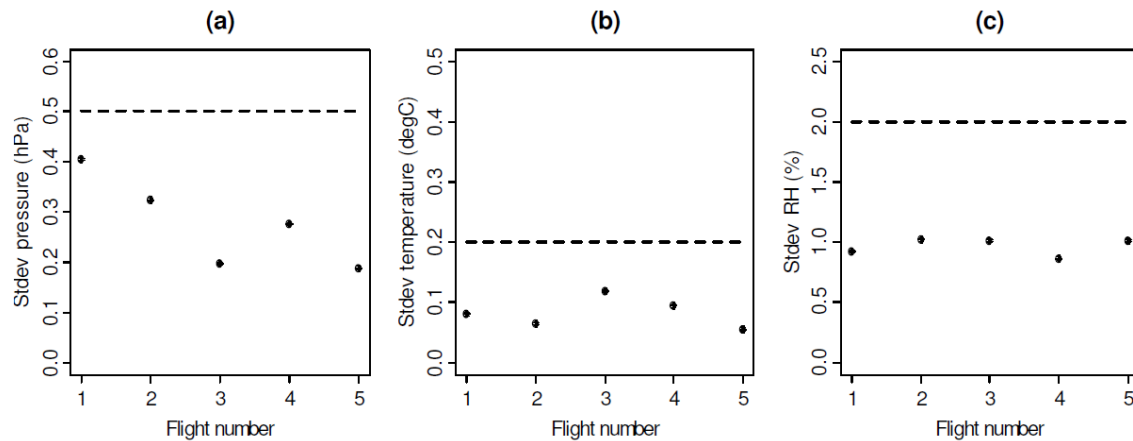 (a)
Stdev pressure (hPa)
0.6
0.5
0.4
0.3
0.2
0.1
0.0
1 2 3 4 5
Flight number
(b)
Stdev temperature (degC)
0.5
0.4
0.3
0.2
0.1
0.0
1 2 3 4 5
Flight number
(c)
Stdev RH (%)
2.5
2.0
1.5
1.0
0.5
0.0
1 2 3 4 5
Flight number